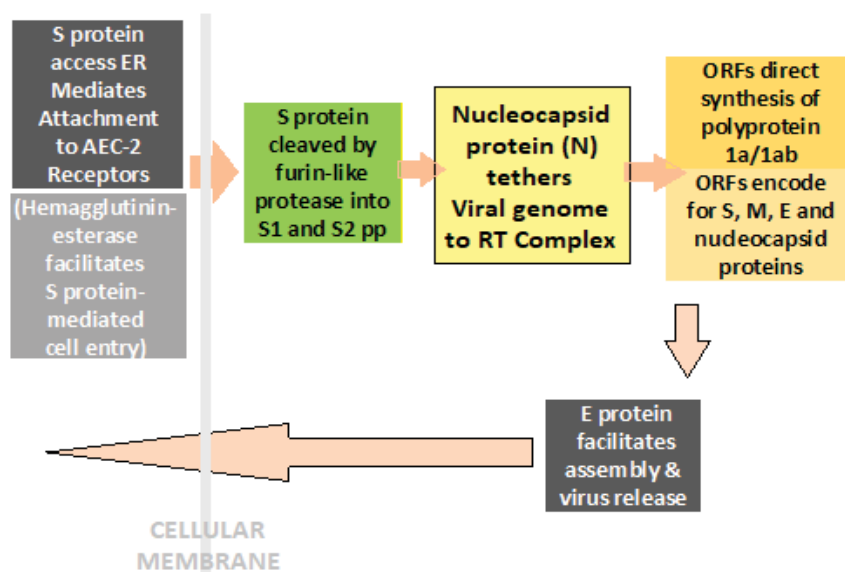 S protein
access ER
Mediates
Attachment
to AEC-2
Receptors
(Hemagglutinin-
esterase
facilitates
S protein-
mediated
cell entry)
S protein
cleaved by
furin-like
protease into
S1 and S2 pp
Nucleocapsid
protein (N)
tethers
Viral genome
to RT Complex
ORFs direct
synthesis of
polyprotein
1a/1ab
ORFs encode
for S, M, E and
nudeocapsid
proteins
E protein
facilitates
assembly &
virus release
CELLULAR
MEMBRANE